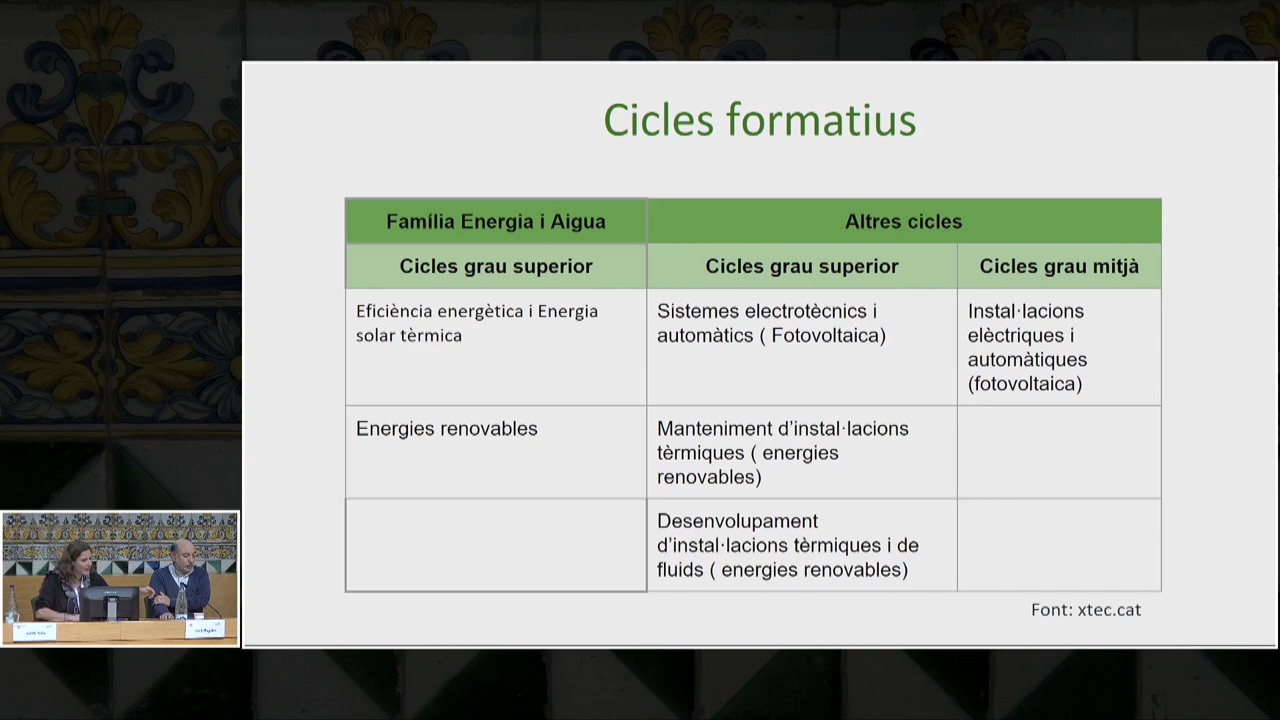 Cicles formatius
Família Energia i Aigua
Altres cicles
Cicles grau superior
Cicles grau superior
Cicles grau mitjà
Eficiència energètica i Energia
solar tèrmica
Sistemes electrotècnics i
automàtics ( Fotovoltaica)
Instal·lacions
elèctriques i
automàtiques
(fotovoltaica)
Energies renovables
Manteniment d’instal·lacions
tèrmiques ( energies
renovables)
Desenvolupament
d’instal·lacions tèrmiques i de
fluids ( energies renovables)
Font: xtec.cat